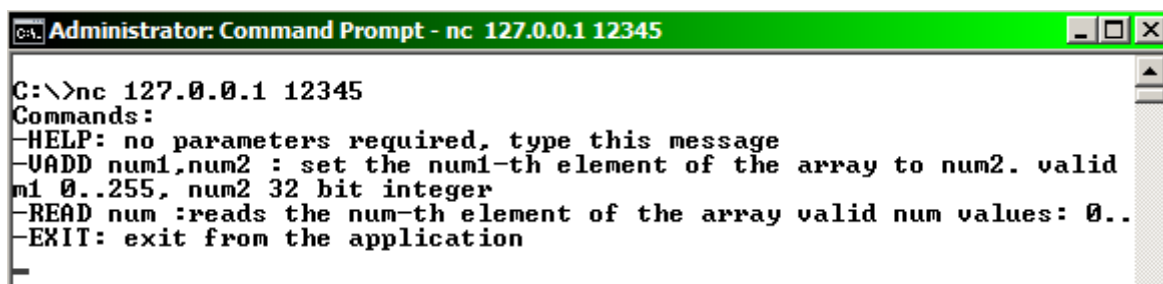 Administrator: Command Prompt - nc 127.0.0.1 12345
C:\>nc 127.0.0.1 12345
Commands:
-HELP: no parameters required, type this message
-VADD num1,num2 : set the num1-th element of the array to num2. valid
m1 0..255, num2 32 bit integer
-READ num :reads the num-th element of the array valid num values: 0..
-EXIT: exit from the application